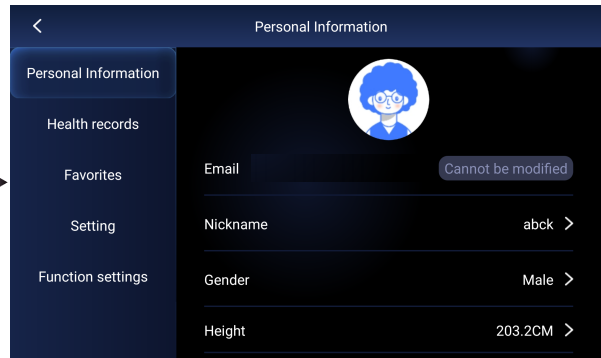 Personal Information
Personal Information
Health records
Favorites
Setting
Function settings
Email Cannot be modified
Nickname abck
Gender Male
Height 203.2CM